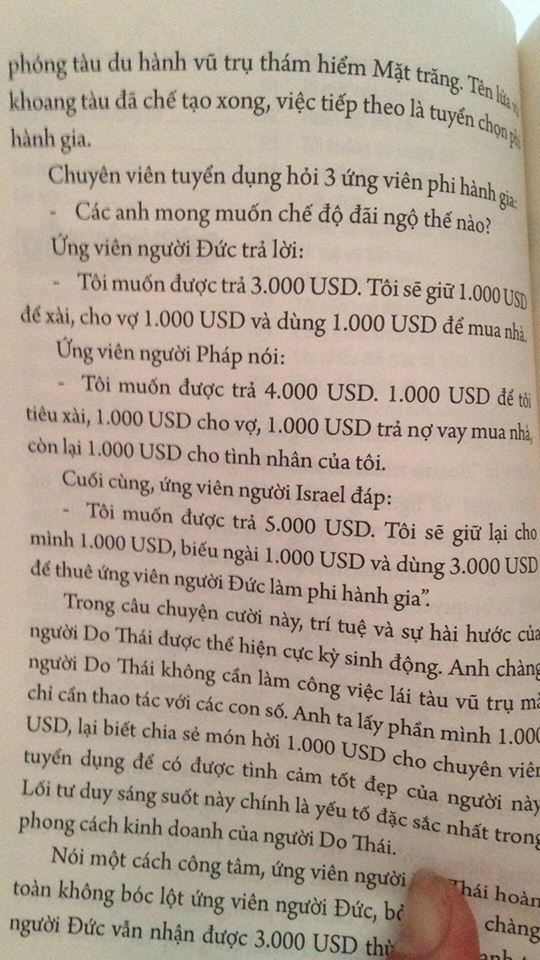 phóng tàu du hành vũ trụ thám hiểm Mặt trăng. Tên lửa
khoang tàu đã chế tạo xong, việc tiếp theo là tuyển chọn
hành gia.
Chuyên viên tuyển dụng hỏi 3 ứng viên phi hành gia:
- Các anh mong muốn chế độ đãi ngộ thế nào?
Ứng viên người Đức trả lời:
- Tôi muốn được trả 3.000 USD. Tôi sẽ giữ 1.000 USD
để xài, cho vợ 1.000 USD và dùng 1.000 USD để mua nhà.
Ứng viên người Pháp nói:
- Tôi muốn được trả 4.000 USD. 1.000 USD để tôi
tiêu xài, 1.000 USD cho vợ, 1.000 USD trả nợ vay mua nhà,
còn lại 1.000 USD cho tình nhân của tôi.
Cuối cùng, ứng viên người Israel đáp:
- Tôi muốn được trả 5.000 USD. Tôi sẽ giữ lại cho
mình 1.000 USD, biếu ngài 1.000 USD và dùng 3.000 USD
để thuê ứng viên người Đức làm phi hành gia”.
Trong câu chuyện cười này, trí tuệ và sự hài hước của
người Do Thái được thể hiện cực kỳ sinh động. Anh chàng
người Do Thái không cần làm công việc lái tàu vũ trụ mà
chỉ cần thao tác với các con số. Anh ta lấy phần mình 1.000
USD, lại biết chia sẻ món hời 1.000 USD cho chuyên viên
tuyển dụng để có được tình cảm tốt đẹp của người này.
Lối tư duy sáng suốt này chính là yếu tố đặc sắc nhất trong
phong cách kinh doanh của người Do Thái.
Nói một cách công tâm, ứng viên người Thái hoàn
toàn không bóc lột ứng viên người Đức, chàng
người Đức vẫn nhận được 3.000 USD